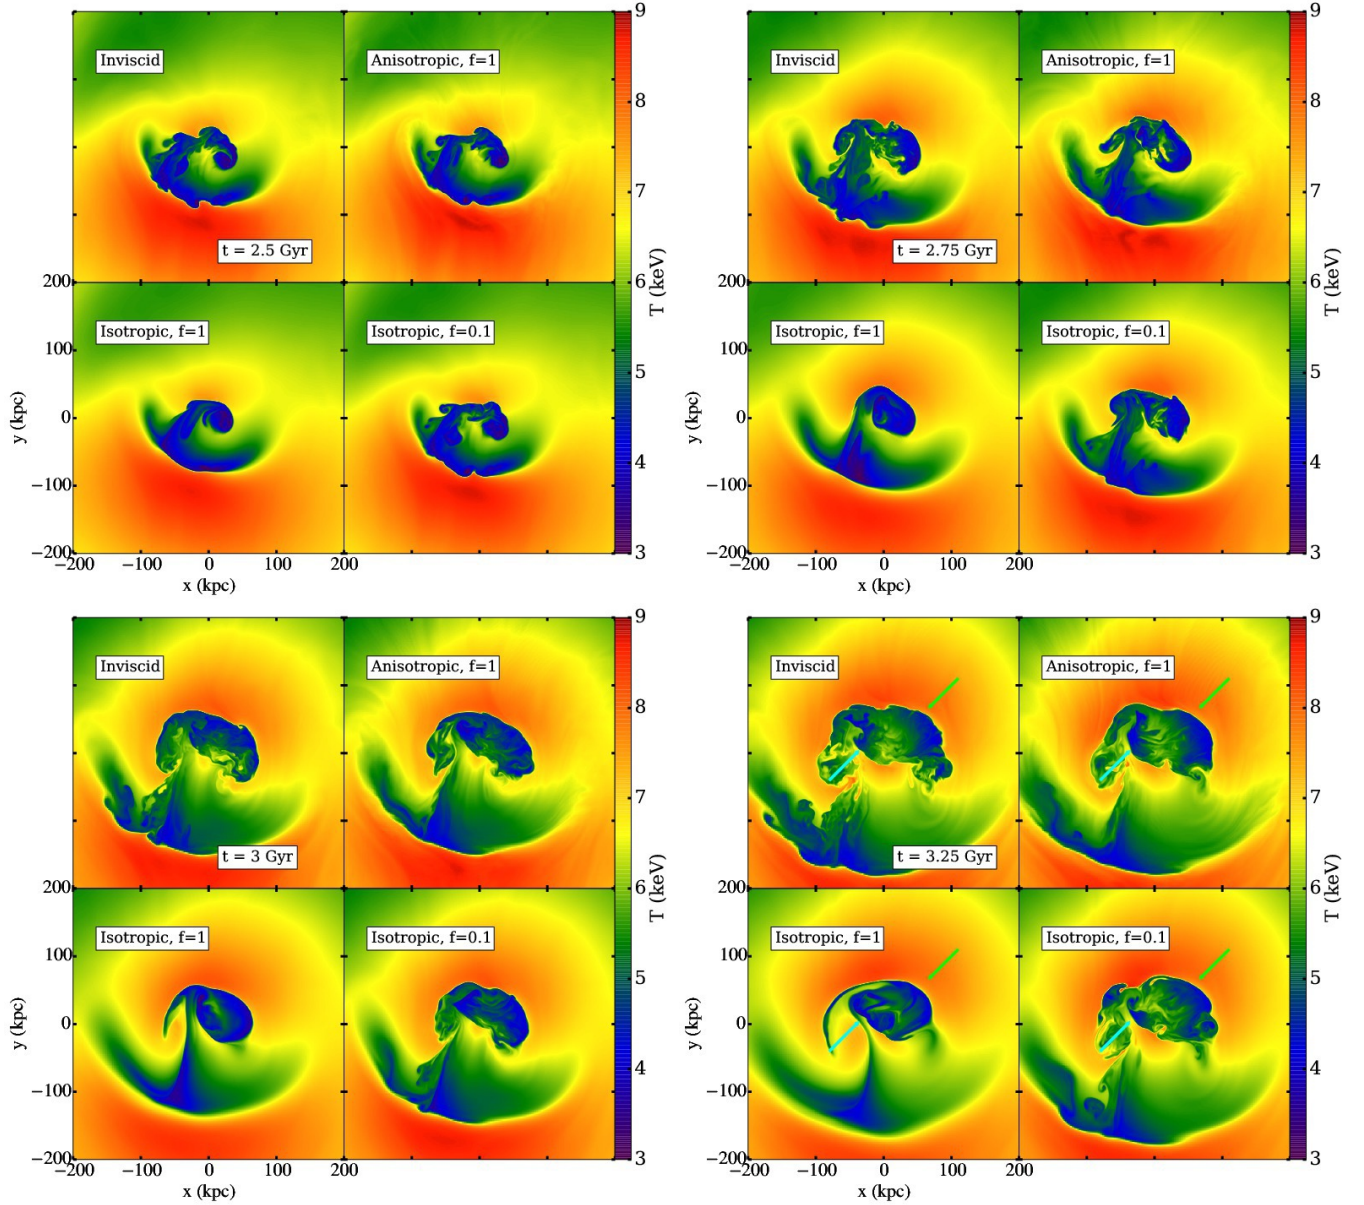 Inviscid
Anisotropic, f=1
t = 2.5 Gyr
Isotropic, f=1
Isotropic, f=0.1
200
100
0
−100
−200
y (kpc)
−200
−100
0
100
200
x (kpc)
9
8
7
6
5
4
3
T (keV)
Inviscid
Anisotropic, f=1
t = 2.75 Gyr
Isotropic, f=1
Isotropic, f=0.1
200
100
0
−100
−200
y (kpc)
−200
−100
0
100
200
x (kpc)
9
8
7
6
5
4
3
T (keV)
Inviscid
Anisotropic, f=1
t = 3 Gyr
Isotropic, f=1
Isotropic, f=0.1
200
100
0
−100
−200
y (kpc)
−200
−100
0
100
200
x (kpc)
9
8
7
6
5
4
3
T (keV)
Inviscid
Anisotropic, f=1
t = 3.25 Gyr
Isotropic, f=1
Isotropic, f=0.1
200
100
0
−100
−200
y (kpc)
−200
−100
0
100
200
x (kpc)
9
8
7
6
5
4
3
T (keV)